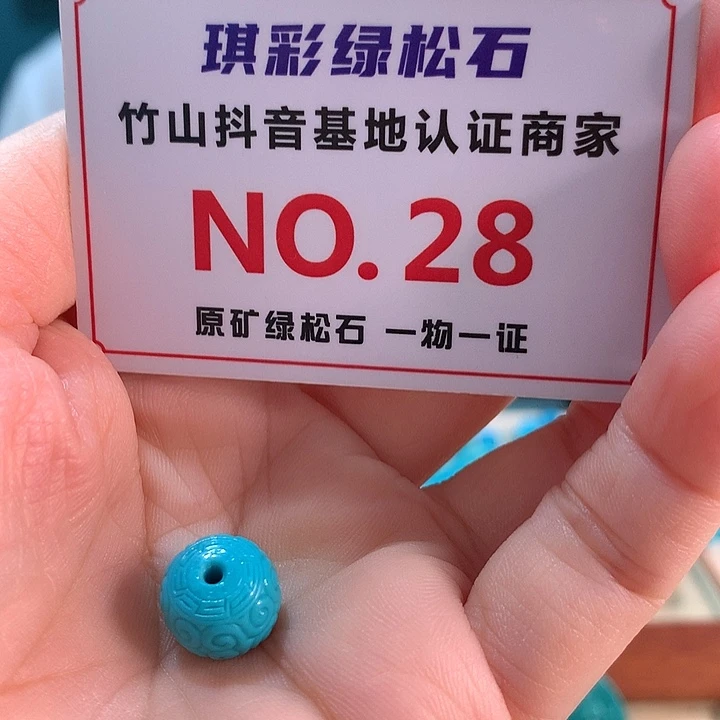 琪彩绿松石
竹山抖音基地认证商家
NO.28
原矿绿松石 一物一证